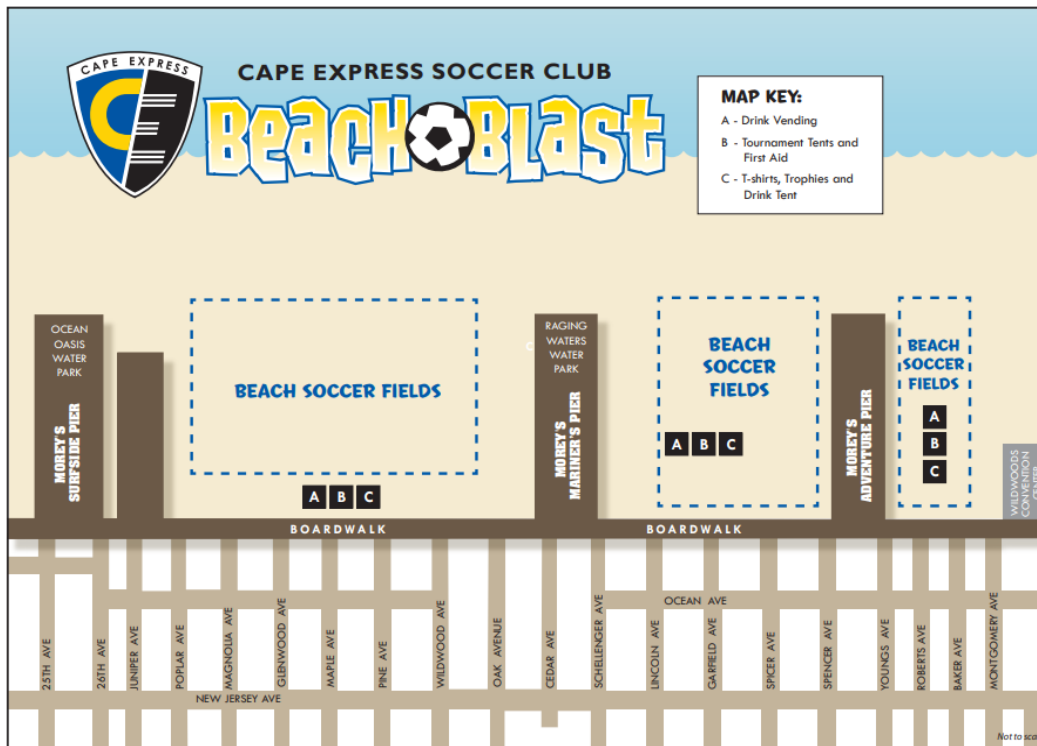 CAPE EXPRESS
CE
CAPE EXPRESS SOCCER CLUB
BEACH BLAST
MAP KEY:
A - Drink Vending
B - Tournament Tents and
First Aid
C - T-shirts, Trophies and
Drink Tent
OCEAN
OASIS
WATER
PARK
MOREY'S
SURFSIDE PIER
BEACH SOCCER FIELDS
A B C
RAGING
WATERS
WATER
PARK
C
MOREY'S
MARINER'S PIER
BEACH
SOCCER
FIELDS
A B C
MOREY'S
ADVENTURE PIER
BEACH
SOCCER
FIELDS
A
B
C
WILDWOODS
CONVENTION
CENTER
BOARDWALK
BOARDWALK
OCEAN AVE
25TH AVE
26TH AVE
JUNIPER AVE
POPLAR AVE
MAGNOLIA AVE
GLENWOOD AVE
MAPLE AVE
PINE AVE
WILDWOOD AVE
OAK AVENUE
CEDAR AVE
SCHELLENGER AVE
LINCOLN AVE
GARFIELD AVE
SPICER AVE
SPENCER AVE
YOUNGS AVE
ROBERTS AVE
BAKER AVE
MONTGOMERY AVE
NEW JERSEY AVE
Not to sca